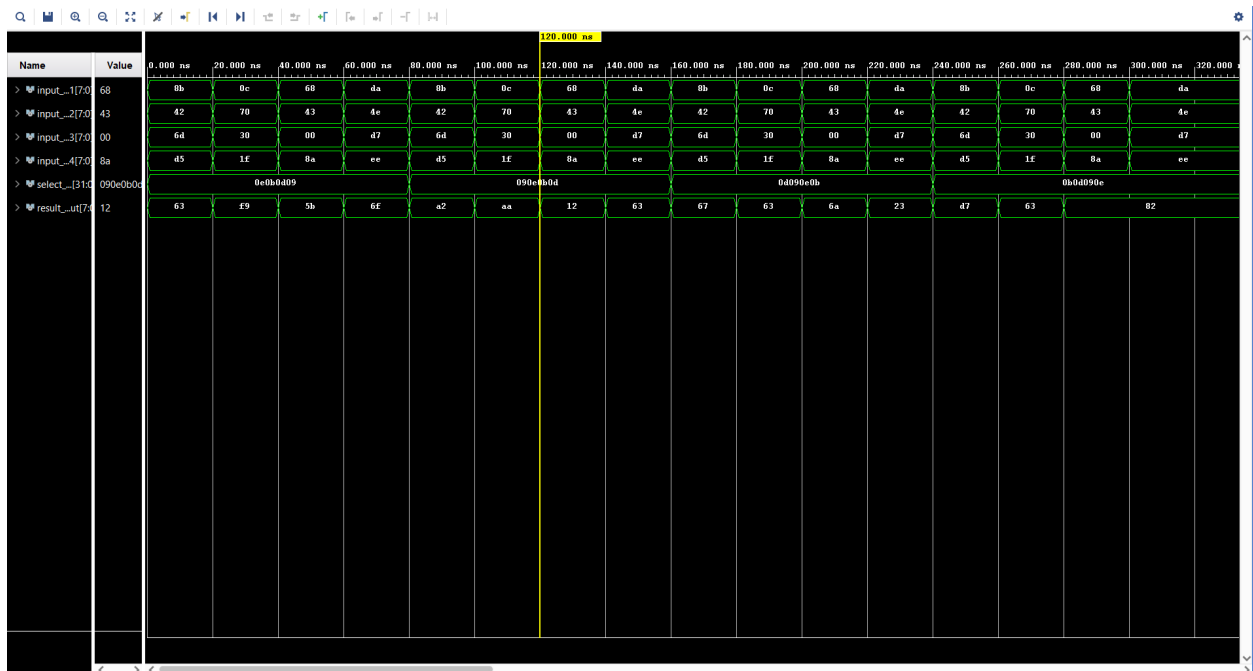 120.000 ns
Name Value 0.000 ns 20.000 ns 40.000 ns 60.000 ns 80.000 ns 100.000 ns 120.000 ns 140.000 ns 160.000 ns 180.000 ns 200.000 ns 220.000 ns 240.000 ns 260.000 ns 280.000 ns 300.000 ns 320.000
input_...1[7:0] 68 8b 0c 68 da 8b 0c 68 da 8b 0c 68 da 8b 0c 68 da
input_...2[7:0] 43 42 70 43 4e 42 70 43 4e 42 70 43 4e 42 70 43 4e
input_...3[7:0] 00 6d 30 00 d7 6d 30 00 d7 6d 30 00 d7 6d 30 00 d7
input_...4[7:0] 8a d5 1f 8a ee d5 1f 8a ee d5 1f 8a ee d5 1f 8a ee
select_...[31:0 090e0b0d 0e0b0d09 090e0b0d 0d090e0b 0b0d090e
result_...ut[7:0 12 63 f9 5b 6f a2 aa 12 63 67 63 6a 23 d7 63 82